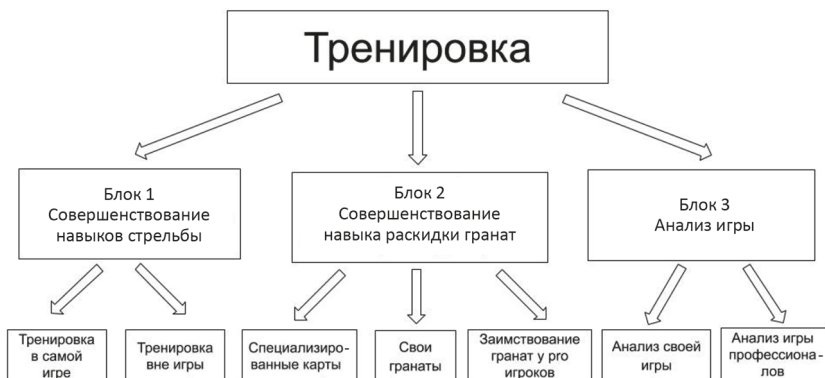 Тренировка
Блок 1
Совершенствование
навыков стрельбы
Блок 2
Совершенствование
навыка раскидки гранат
Блок 3
Анализ игры
Тренировка
в самой
игре
Тренировка
вне игры
Специализиро-
ванные карты
Свои
гранаты
Заимствование
гранат у pro
игроков
Анализ своей
игры
Анализ игры
профессиона-
лов